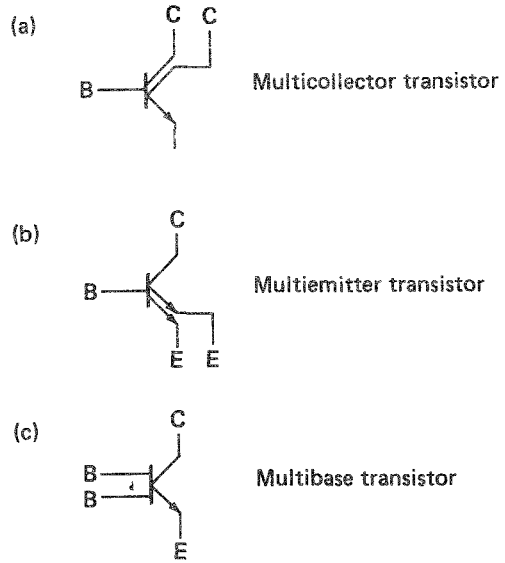 (a)
C C
B
Multicollector transistor
(b)
C
B
Multiemitter transistor
E E
(c)
C
B
B
Multibase transistor
E